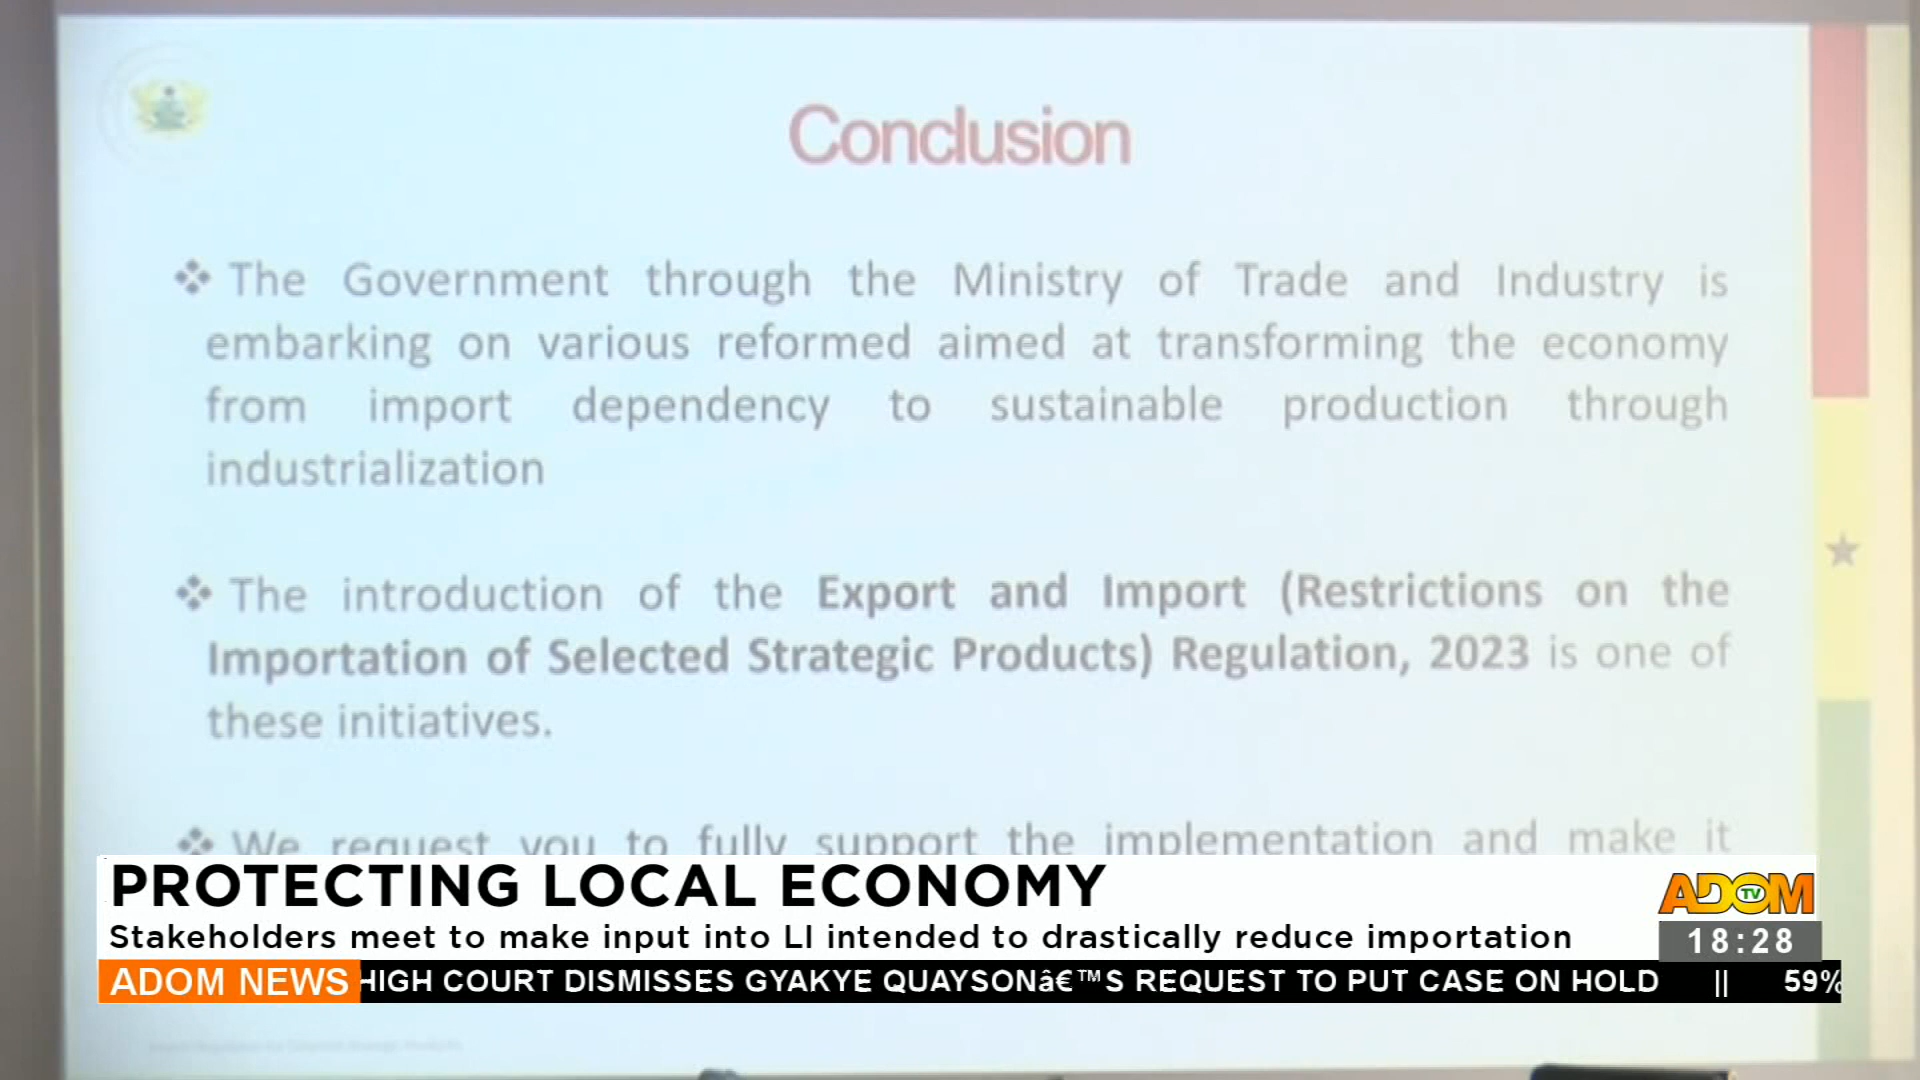 Conclusion
❖ The Government through the Ministry of Trade and Industry is
embarking on various reformed aimed at transforming the economy
from import dependency to sustainable production through
industrialization
❖ The introduction of the Export and Import (Restrictions on the
Importation of Selected Strategic Products) Regulation, 2023 is one of
these initiatives.
❖ We request you to fully support the implementation and make it
PROTECTING LOCAL ECONOMY
Stakeholders meet to make input into LI intended to drastically reduce importation
ADOM TV
18:28
ADOM NEWS HIGH COURT DISMISSES GYAKYE QUAYSONâ€™S REQUEST TO PUT CASE ON HOLD || 59%